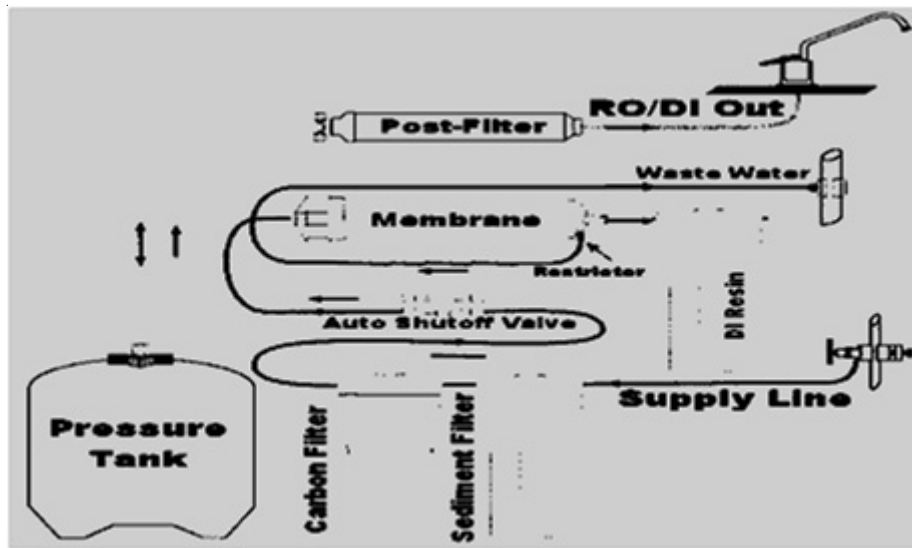 RO/DI Out
Post-Filter
Waste Water
Membrane
Restrictor
DI Resin
Auto Shutoff Valve
Supply Line
Pressure
Tank
Carbon Filter
Sediment Filter